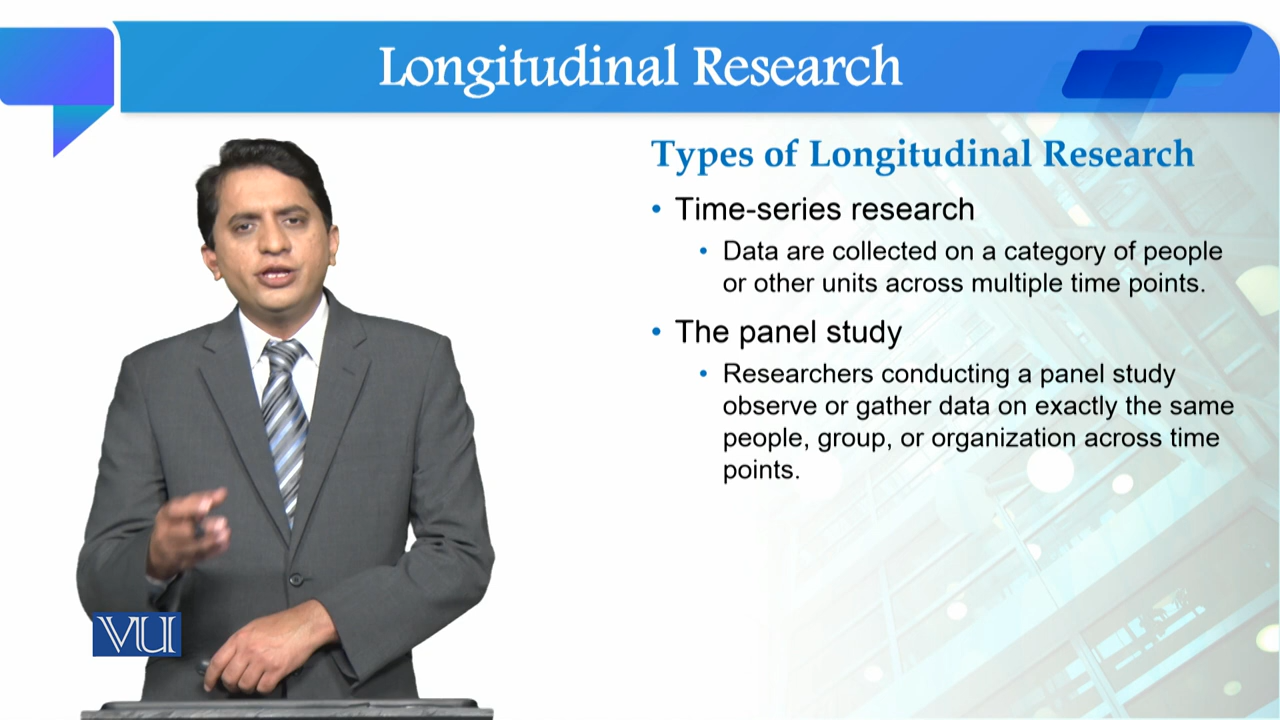 Longitudinal Research
Types of Longitudinal Research
• Time-series research
• Data are collected on a category of people
or other units across multiple time points.
• The panel study
• Researchers conducting a panel study
observe or gather data on exactly the same
people, group, or organization across time
points.
VU